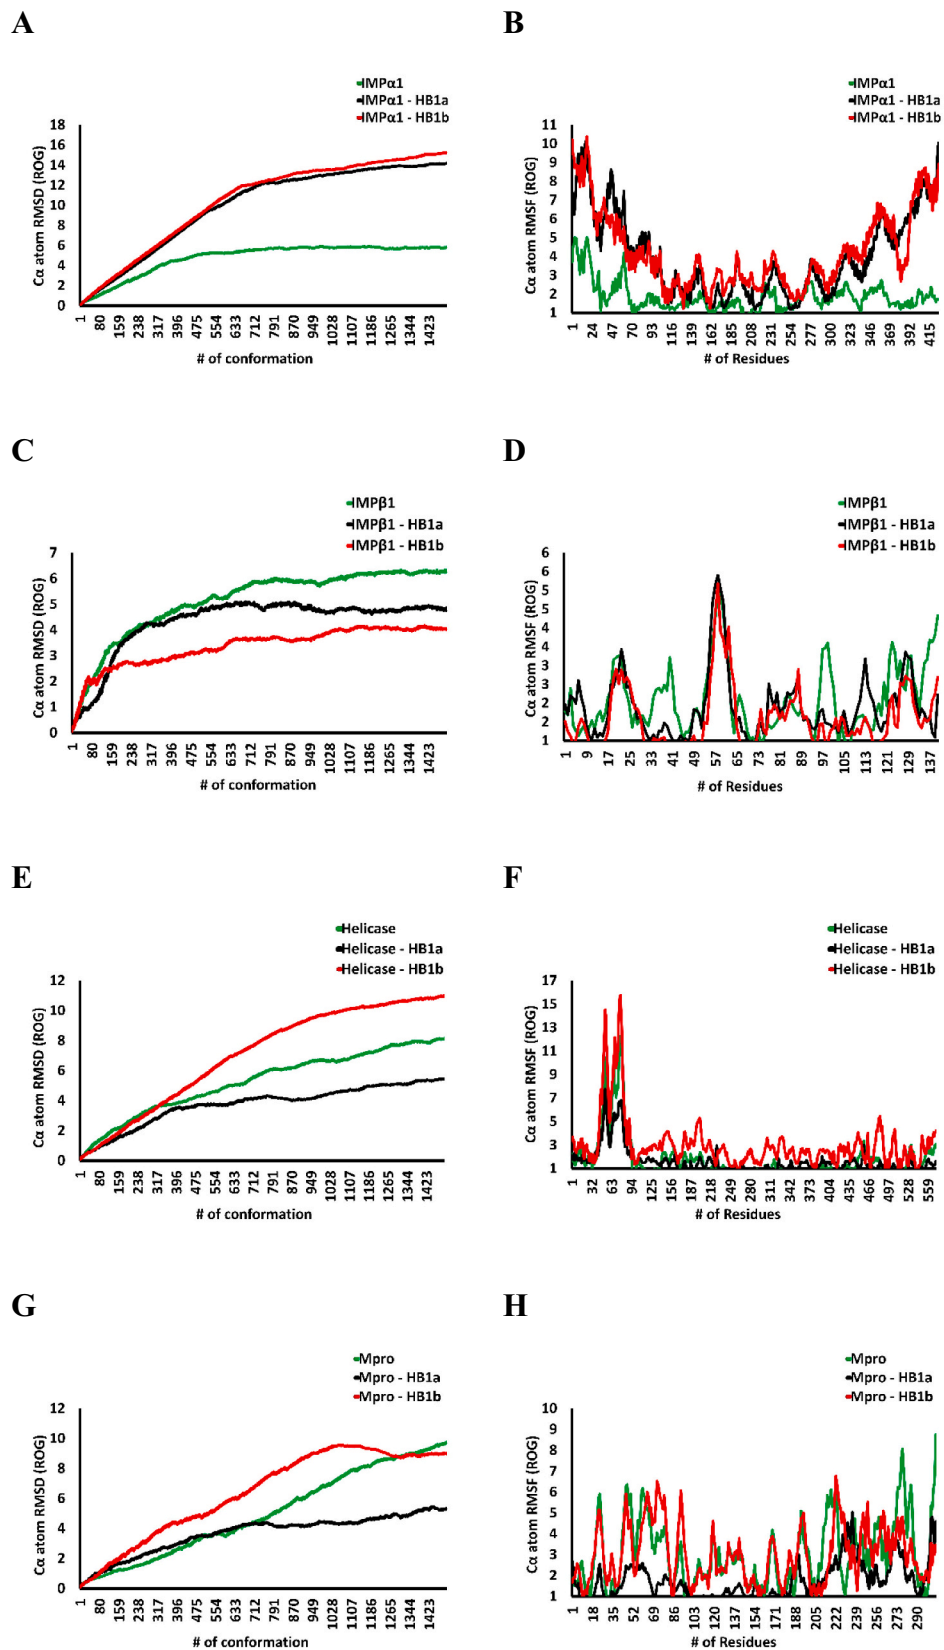 A
IMPα1
IMPα1 - HB1a
IMPα1 - HB1b
Cα atom RMSD (ROG)
18
16
14
12
10
8
6
4
2
0
1 80 159 238 317 396 475 554 633 712 791 870 949 1028 1107 1186 1265 1344 1423
# of conformation
B
IMPα1
IMPα1 - HB1a
IMPα1 - HB1b
Cα atom RMSF (ROG)
11
10
9
8
7
6
5
4
3
2
1
1 24 47 70 93 116 139 162 185 208 231 254 277 300 323 346 369 392 415
# of Residues
C
IMPβ1
IMPβ1 - HB1a
IMPβ1 - HB1b
Cα atom RMSD (ROG)
7
6
5
4
3
2
1
0
1 80 159 238 317 396 475 554 633 712 791 870 949 1028 1107 1186 1265 1344 1423
# of conformation
D
IMPβ1
IMPβ1 - HB1a
IMPβ1 - HB1b
Cα atom RMSF (ROG)
6
6
5
5
4
4
3
3
2
2
1
1 9 17 25 33 41 49 57 65 73 81 89 97 105 113 121 129 137
# of Residues
E
Helicase
Helicase - HB1a
Helicase - HB1b
Cα atom RMSD (ROG)
12
10
8
6
4
2
0
1 80 159 238 317 396 475 554 633 712 791 870 949 1028 1107 1186 1265 1344 1423
# of conformation
F
Helicase
Helicase - HB1a
Helicase - HB1b
Cα atom RMSF (ROG)
17
15
13
11
9
7
5
3
1
1 32 63 94 125 156 187 218 249 280 311 342 373 404 435 466 497 528 559
# of Residues
G
Mpro
Mpro - HB1a
Mpro - HB1b
Cα atom RMSD (ROG)
12
10
8
6
4
2
0
1 80 159 238 317 396 475 554 633 712 791 870 949 1028 1107 1186 1265 1344 1423
# of conformation
H
Mpro
Mpro - HB1a
Mpro - HB1b
Cα atom RMSF (ROG)
10
9
8
7
6
5
4
3
2
1
1 18 35 52 69 86 103 120 137 154 171 188 205 222 239 256 273 290
# of Residues